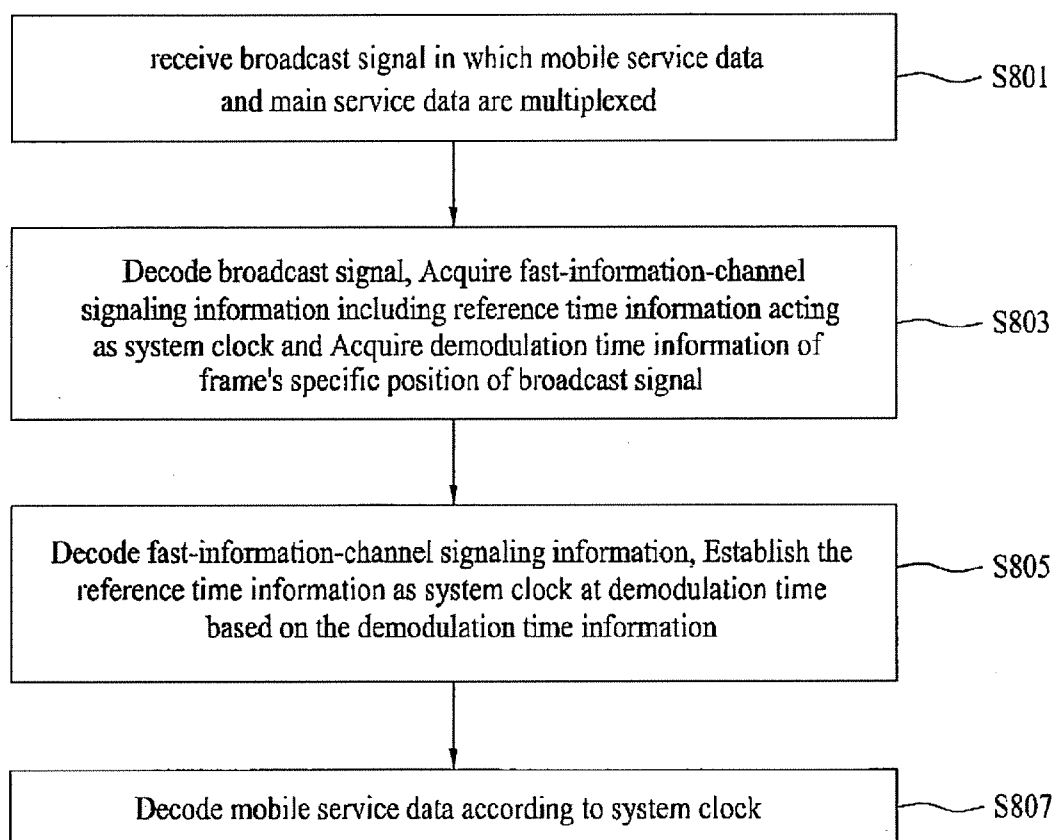 receive broadcast signal in which mobile service data
and main service data are multiplexed
S801
Decode broadcast signal, Acquire fast-information-channel
signaling information including reference time information acting
as system clock and Acquire demodulation time information of
frame's specific position of broadcast signal
S803
Decode fast-information-channel signaling information, Establish the
reference time information as system clock at demodulation time
based on the demodulation time information
S805
Decode mobile service data according to system clock
S807